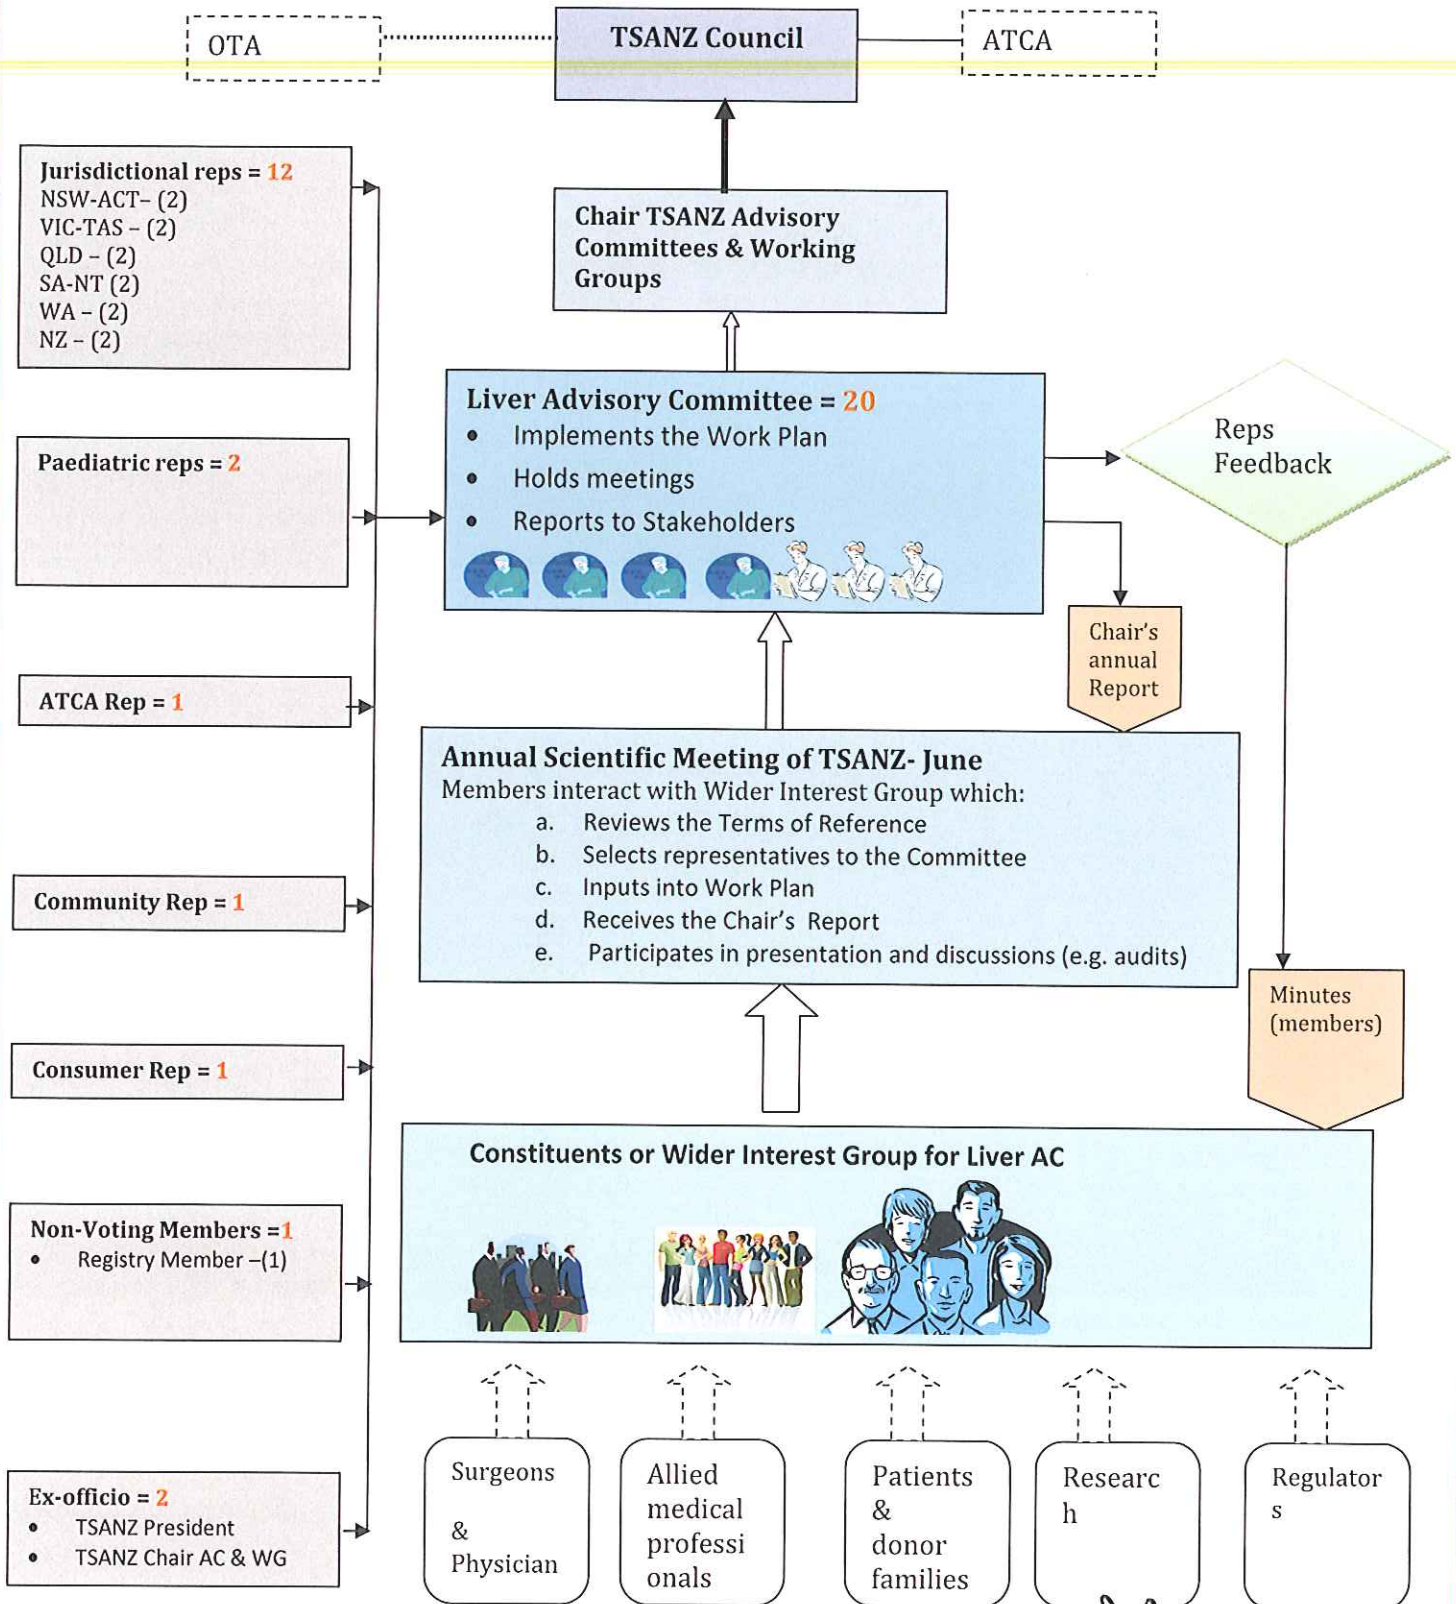 OTA
TSANZ Council
ATCA
Jurisdictional reps = 12
NSW-ACT– (2)
VIC-TAS – (2)
QLD – (2)
SA-NT (2)
WA – (2)
NZ – (2)
Chair TSANZ Advisory
Committees & Working
Groups
Paediatric reps = 2
Liver Advisory Committee = 20
• Implements the Work Plan
• Holds meetings
• Reports to Stakeholders
Reps
Feedback
Chair's
annual
Report
ATCA Rep = 1
Annual Scientific Meeting of TSANZ- June
Members interact with Wider Interest Group which:
a. Reviews the Terms of Reference
b. Selects representatives to the Committee
c. Inputs into Work Plan
d. Receives the Chair's Report
e. Participates in presentation and discussions (e.g. audits)
Community Rep = 1
Minutes
(members)
Consumer Rep = 1
Constituents or Wider Interest Group for Liver AC
Non-Voting Members =1
• Registry Member –(1)
Ex-officio = 2
• TSANZ President
• TSANZ Chair AC & WG
Surgeons
&
Physician
Allied
medical
professi
onals
Patients
&
donor
families
Researc
h
Regulator
s